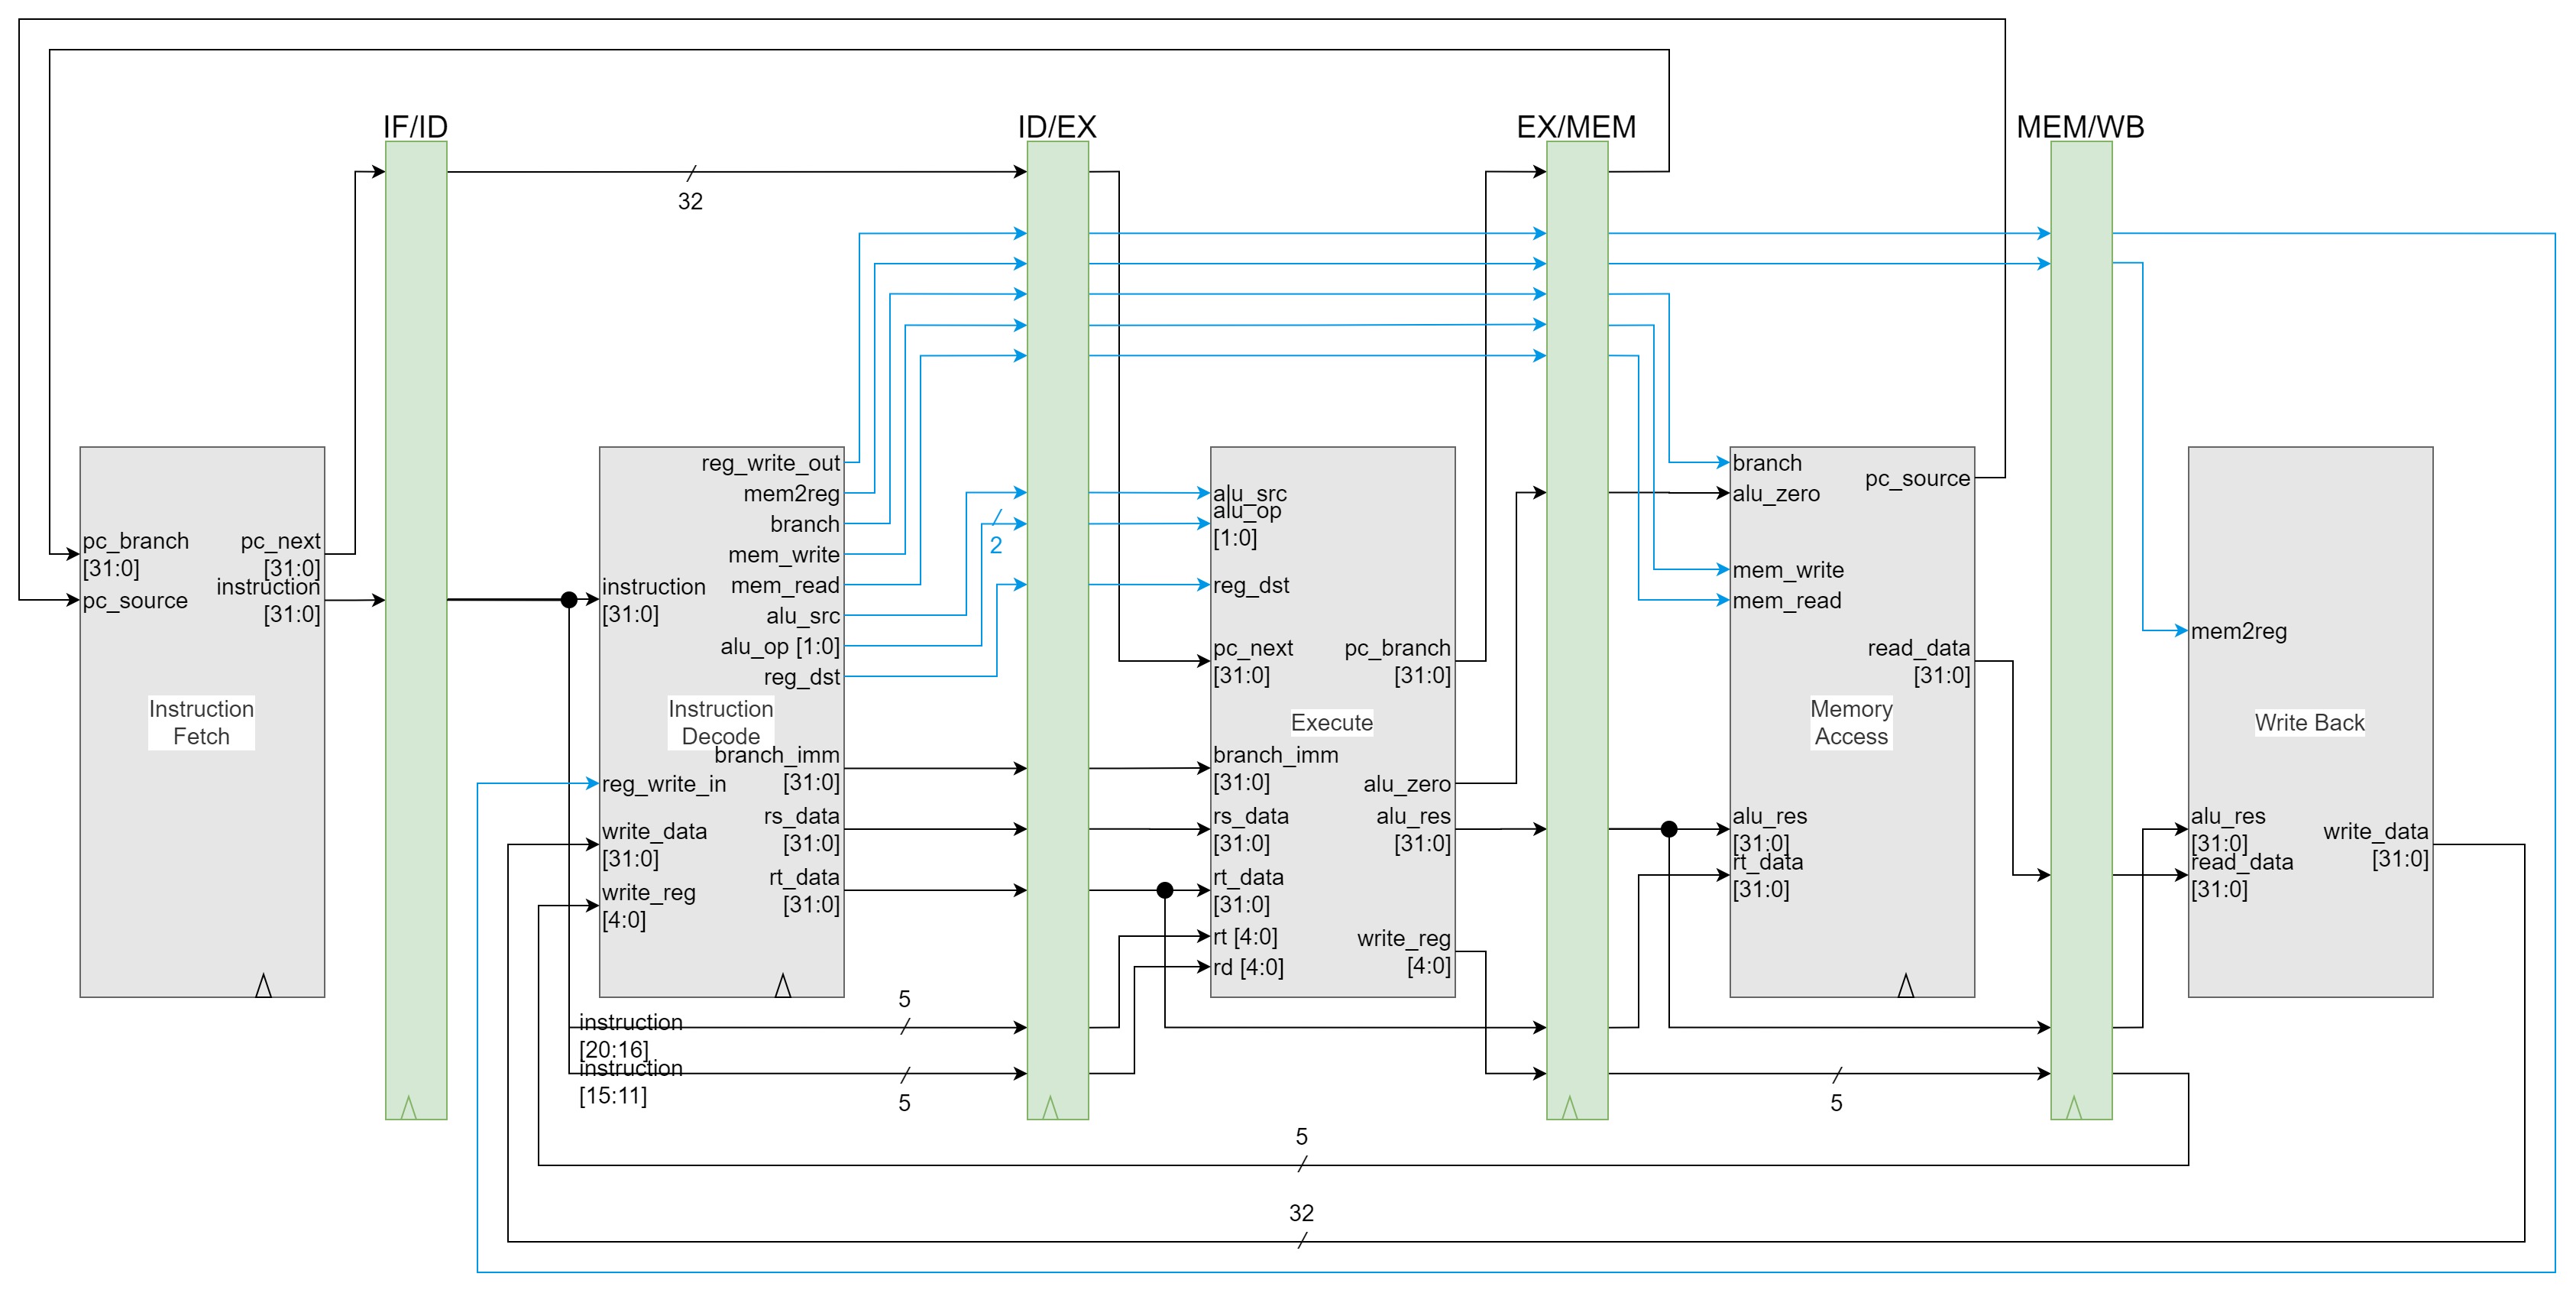 IF/ID
ID/EX
EX/MEM
MEM/WB
32
pc_branch
[31:0]
pc_source
pc_next
[31:0]
instruction
[31:0]
Instruction
Fetch
instruction
[31:0]
reg_write_in
write_data
[31:0]
write_reg
[4:0]
reg_write_out
mem2reg
branch
mem_write
mem_read
alu_src
alu_op [1:0]
reg_dst
Instruction
Decode
branch_imm
[31:0]
rs_data
[31:0]
rt_data
[31:0]
2
5
instruction
[20:16]
instruction
[15:11]
5
alu_src
alu_op
[1:0]
reg_dst
pc_next
[31:0]
branch_imm
[31:0]
rs_data
[31:0]
rt_data
[31:0]
rt [4:0]
rd [4:0]
Execute
pc_branch
[31:0]
alu_zero
alu_res
[31:0]
write_reg
[4:0]
branch
alu_zero
mem_write
mem_read
alu_res
[31:0]
rt_data
[31:0]
Memory
Access
pc_source
read_data
[31:0]
5
mem2reg
alu_res
[31:0]
read_data
[31:0]
Write Back
write_data
[31:0]
5
32